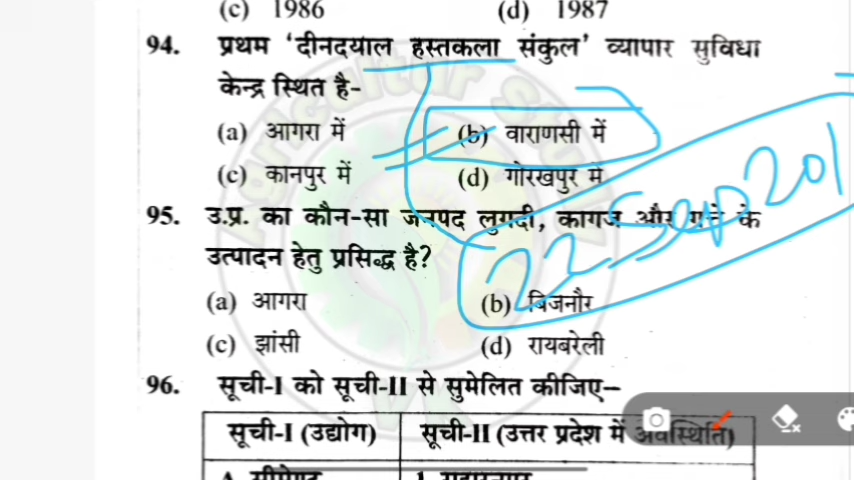 (c) 1986 (d) 1987
94. प्रथम 'दीनदयाल हस्तकला संकुल' व्यापार सुविधा
केन्द्र स्थित है-
(a) आगरा में (b) वाराणसी में
(c) कानपुर में (d) गोरखपुर में
22 Sep 201
95. उ.प्र. का कौन-सा जनपद लुगदी, कागज और गत्ते के
उत्पादन हेतु प्रसिद्ध है?
(a) आगरा (b) बिजनौर
(c) झांसी (d) रायबरेली
96. सूची-I को सूची-II से सुमेलित कीजिए–
सूची-I (उद्योग) सूची-II (उत्तर प्रदेश में अवस्थिति)